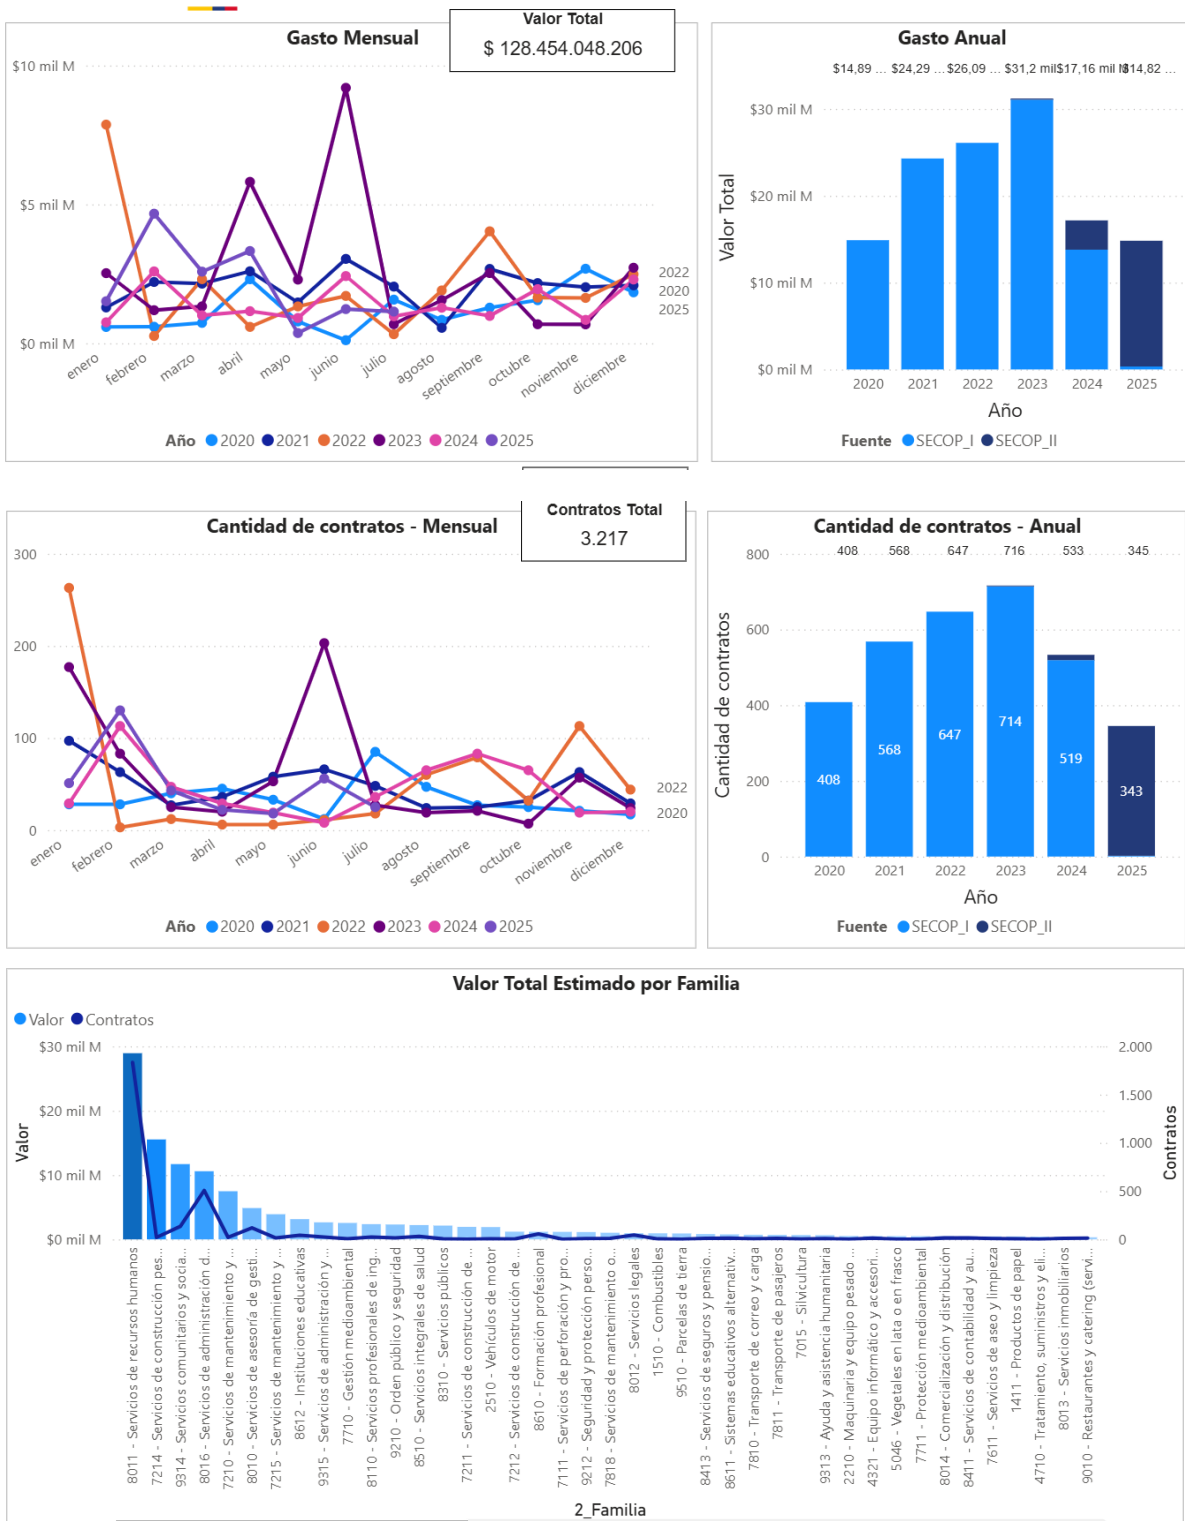 Valor Total
$ 128.454.048.206
Gasto Mensual
$10 mil M
$5 mil M
$0 mil M
2022
2020
2025
enero
febrero
marzo
abril
mayo
junio
julio
agosto
septiembre
octubre
noviembre
diciembre
Año 2020 2021 2022 2023 2024 2025
Gasto Anual
$14,89 ...
$24,29 ...
$26,09 ...
$31,2 mil
$17,16 mil M
$14,82 ...
Valor Total
$30 mil M
$20 mil M
$10 mil M
$0 mil M
2020 2021 2022 2023 2024 2025
Año
Fuente SECOP_I SECOP_II
Contratos Total
3.217
Cantidad de contratos - Mensual
300
200
100
0
2022
2020
enero
febrero
marzo
abril
mayo
junio
julio
agosto
septiembre
octubre
noviembre
diciembre
Año 2020 2021 2022 2023 2024 2025
Cantidad de contratos - Anual
408 568 647 716 533 345
Cantidad de contratos
800
600
400
200
0
408 568 647 714 519 343
2020 2021 2022 2023 2024 2025
Año
Fuente SECOP_I SECOP_II
Valor Total Estimado por Familia
Valor Contratos
Valor
$30 mil M
$20 mil M
$10 mil M
$0 mil M
2.000
1.500
1.000
500
0
Contratos
8011 - Servicios de recursos humanos
7214 - Servicios de construcción pes...
9314 - Servicios comunitarios y socia...
8016 - Servicios de administración d...
7210 - Servicios de mantenimiento y ...
8010 - Servicios de asesoría de gesti...
7215 - Servicios de mantenimiento y ...
8612 - Instituciones educativas
9315 - Servicios de administración y ...
7710 - Gestión medioambiental
8110 - Servicios profesionales de ing...
9210 - Orden público y seguridad
8510 - Servicios integrales de salud
8310 - Servicios públicos
7211 - Servicios de construcción de ...
2510 - Vehículos de motor
7212 - Servicios de construcción de ...
8610 - Formación profesional
7111 - Servicios de perforación y pro...
9212 - Seguridad y protección perso...
7818 - Servicios de mantenimiento o...
8012 - Servicios legales
1510 - Combustibles
9510 - Parcelas de tierra
8413 - Servicios de seguros y pensio...
8611 - Sistemas educativos alternativ...
7810 - Transporte de correo y carga
7811 - Transporte de pasajeros
7015 - Silvicultura
9313 - Ayuda y asistencia humanitaria
2210 - Maquinaria y equipo pesado ...
4321 - Equipo informático y accesori...
5046 - Vegetales en lata o en frasco
7711 - Protección medioambiental
8014 - Comercialización y distribución
8411 - Servicios de contabilidad y au...
7611 - Servicios de aseo y limpieza
1411 - Productos de papel
4710 - Tratamiento, suministros y eli...
8013 - Servicios inmobiliarios
9010 - Restaurantes y catering (servi...
2_Familia